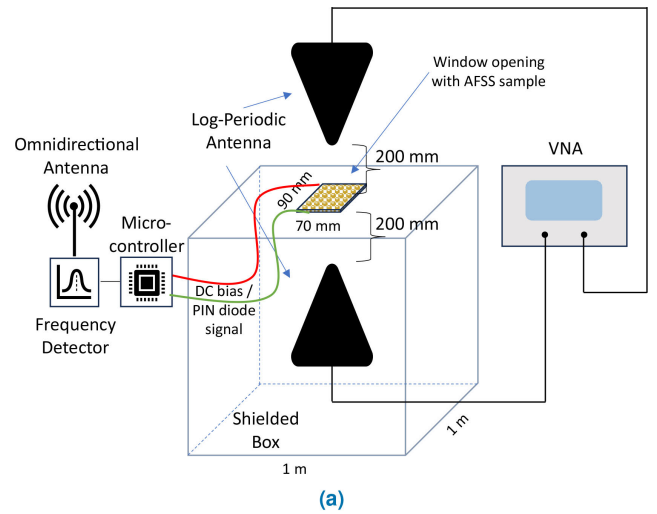 Window opening
with AFSS sample
Log-Periodic
Antenna
200 mm
VNA
Omnidirectional
Antenna
90 mm
Micro-
controller
70 mm
200 mm
DC bias /
PIN diode
signal
Frequency
Detector
Shielded
Box
1 m
1 m
(a)